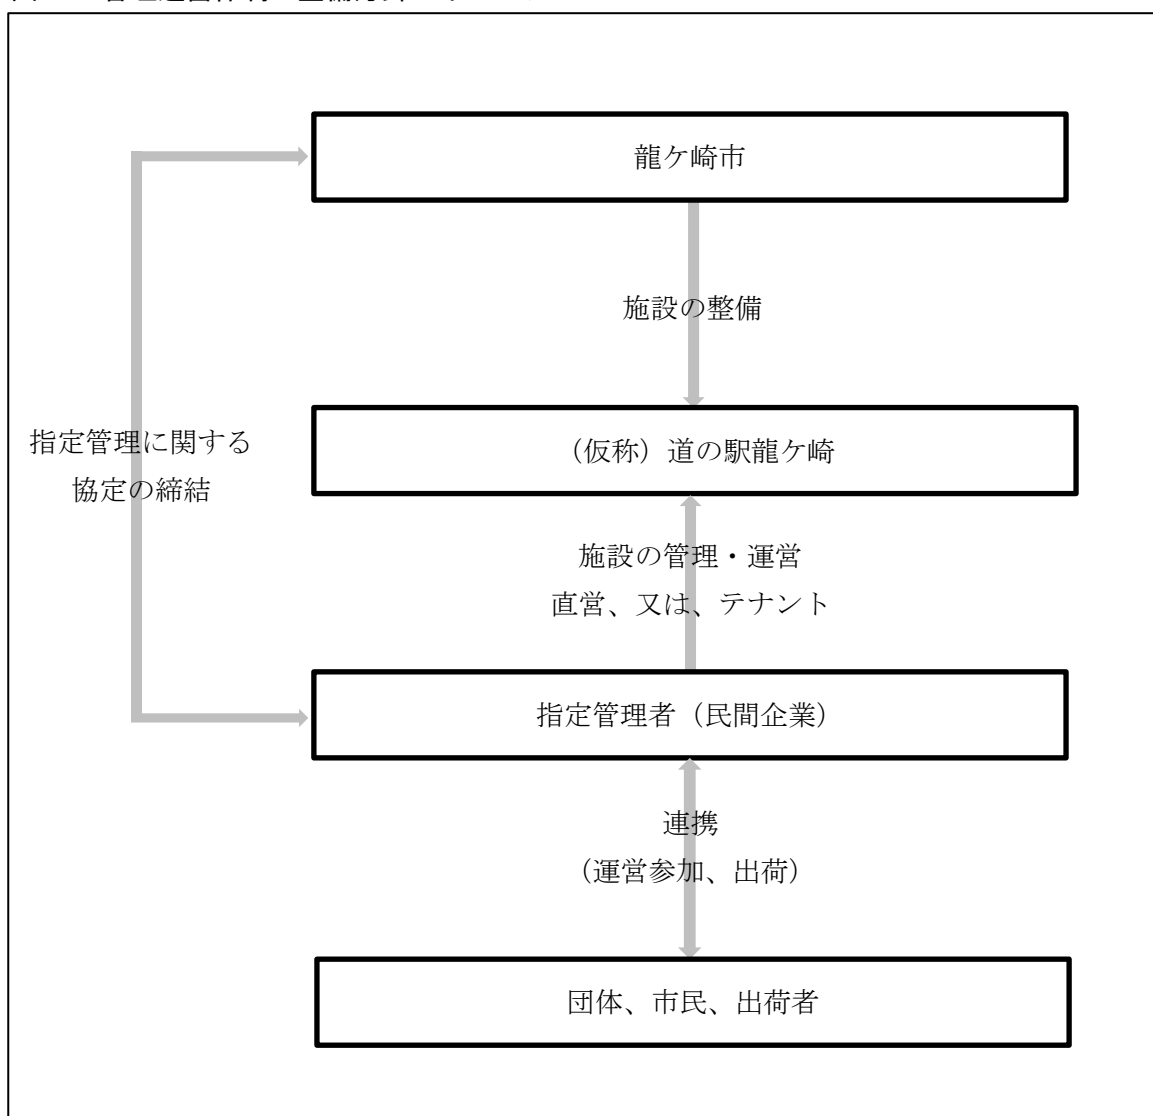 龍ケ崎市
施設の整備
指定管理に関する
協定の締結
（仮称）道の駅龍ケ崎
施設の管理・運営
直営、又は、テナント
指定管理者（民間企業）
連携
（運営参加、出荷）
団体、市民、出荷者